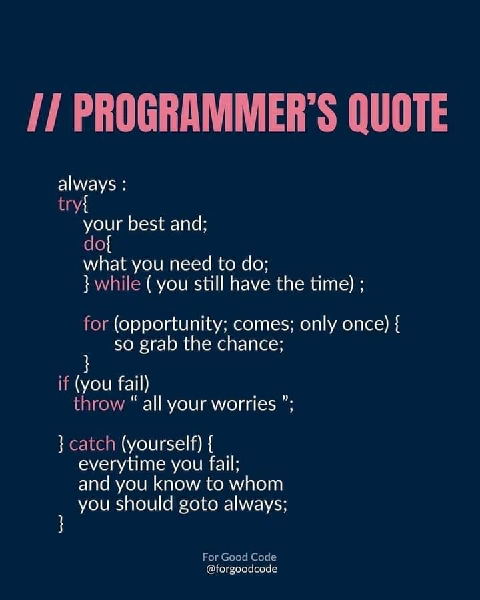 // PROGRAMMER'S QUOTE
always :
try{
your best and;
do{
what you need to do;
} while ( you still have the time) ;
for (opportunity; comes; only once) {
so grab the chance;
}
if (you fail)
throw “ all your worries ”;
} catch (yourself) {
everytime you fail;
and you know to whom
you should goto always;
}
For Good Code
@forgoodcode